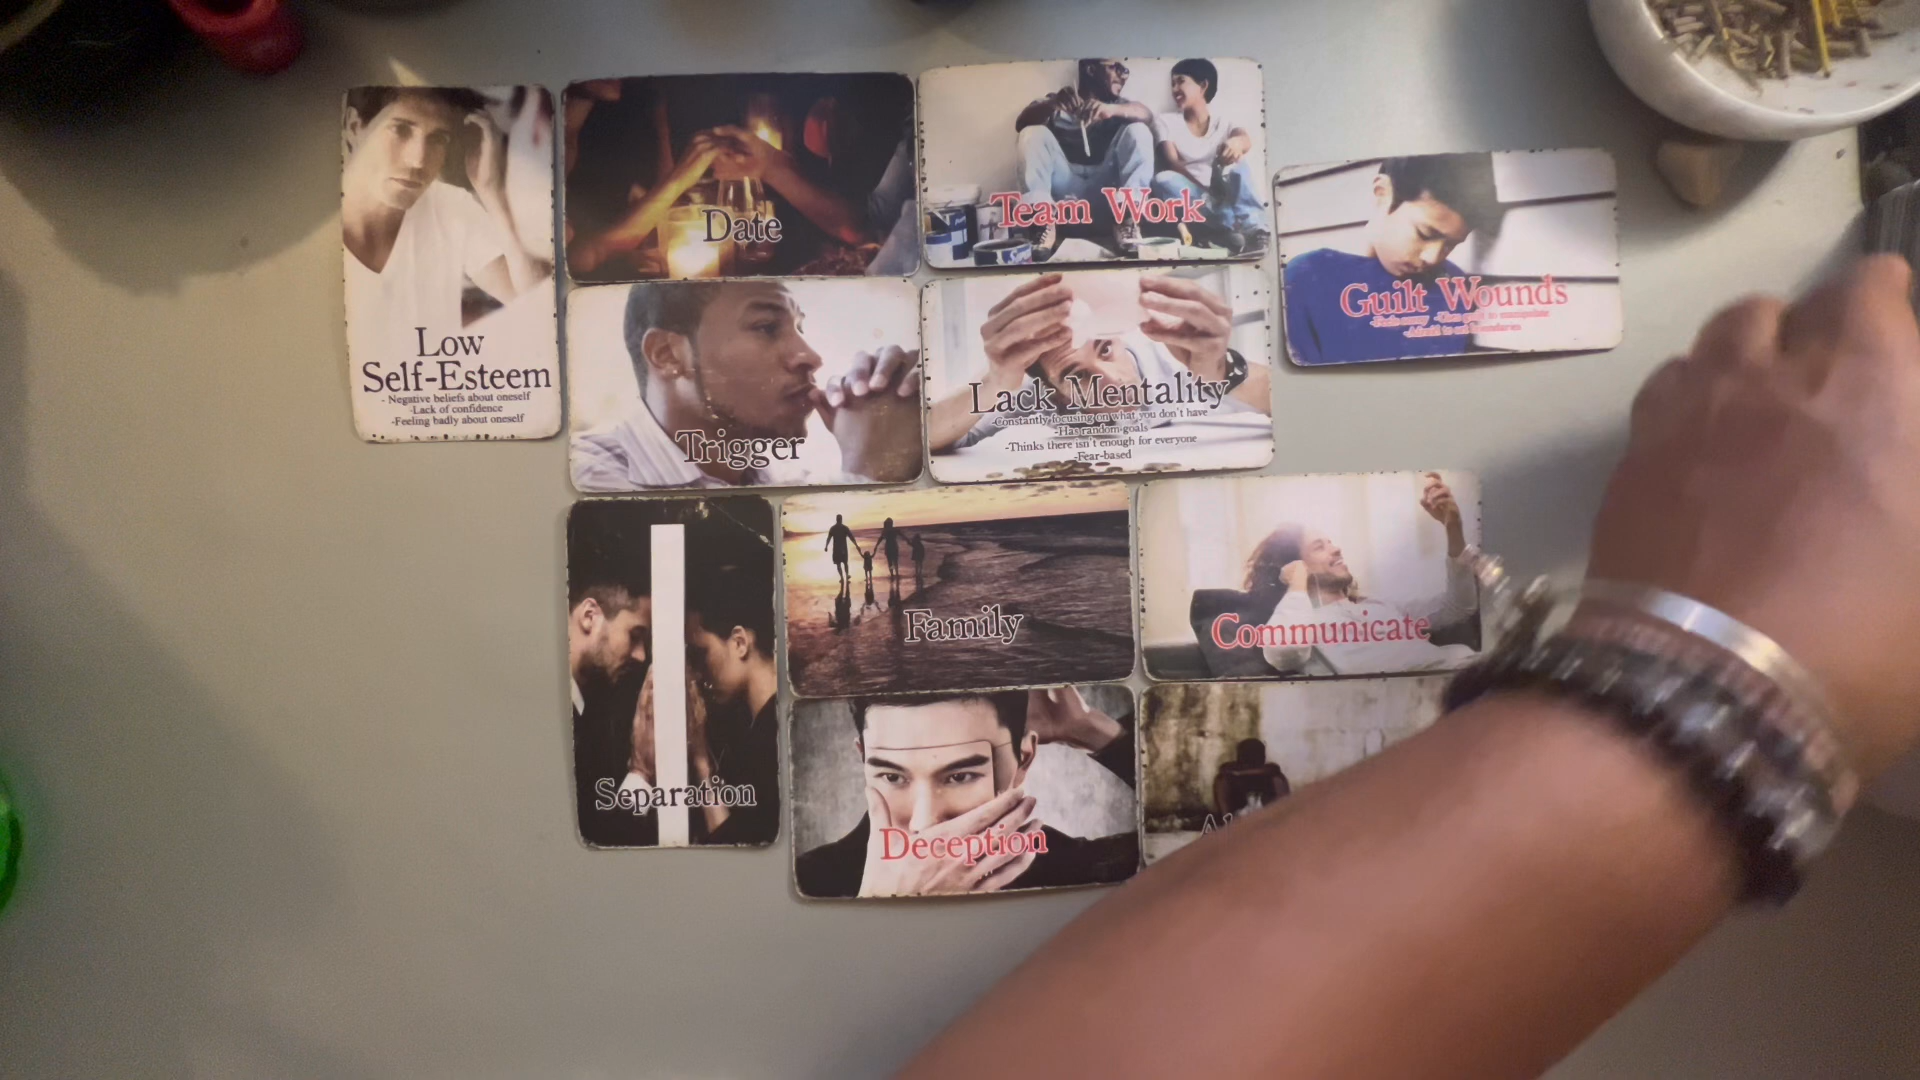 Low
Self-Esteem
- Negative beliefs about oneself
-Lack of confidence
-Feeling badly about oneself
Date
Team Work
Guilt Wounds
Trigger
Lack Mentality
-Constantly focusing on what you don't have
-Has random goals
-Thinks there isn't enough for everyone
-Fear-based
Separation
Family
Communicate
Deception